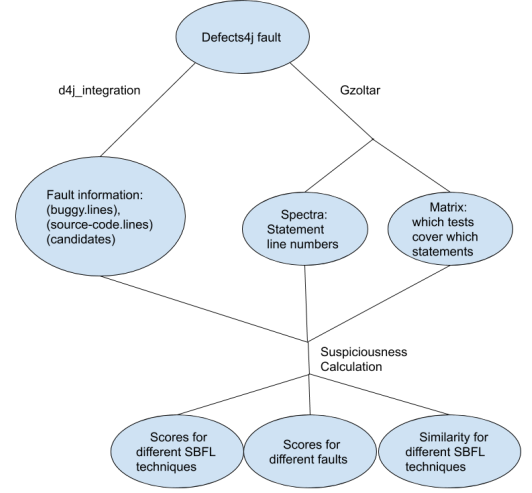 Defects4j fault
d4j_integration
Gzoltar
Fault information:
(buggy.lines),
(source-code.lines)
(candidates)
Spectra:
Statement
line numbers
Matrix:
which tests
cover which
statements
Suspiciousness
Calculation
Scores for
different SBFL
techniques
Scores for
different faults
Similarity for
different SBFL
techniques